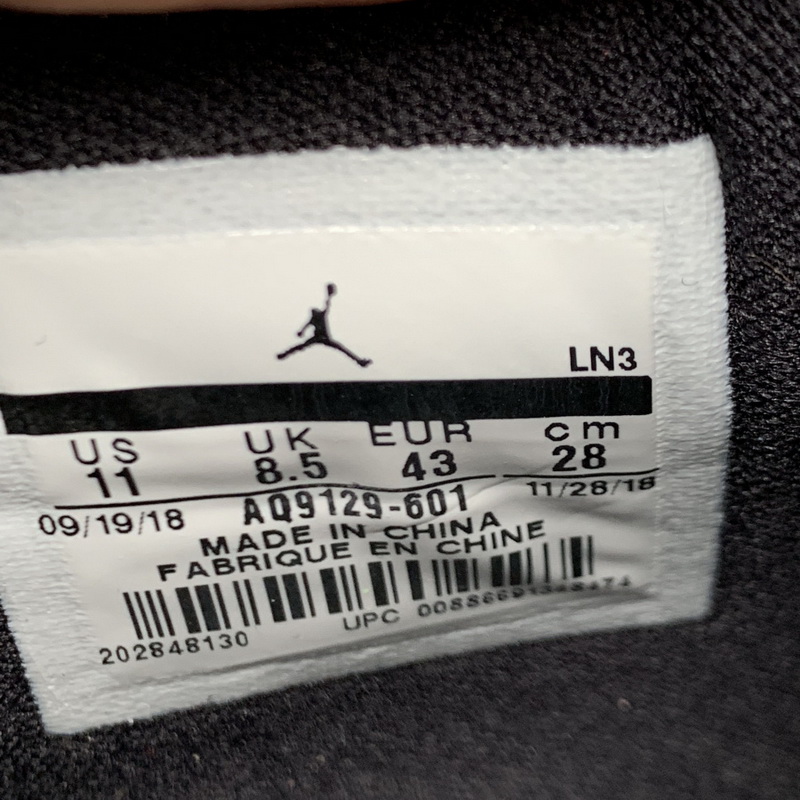 LN3
US UK EUR cm
11 8.5 43 28
09/19/18 AQ9129-601 11/28/18
MADE IN CHINA
FABRIQUE EN CHINE
202848130 UPC